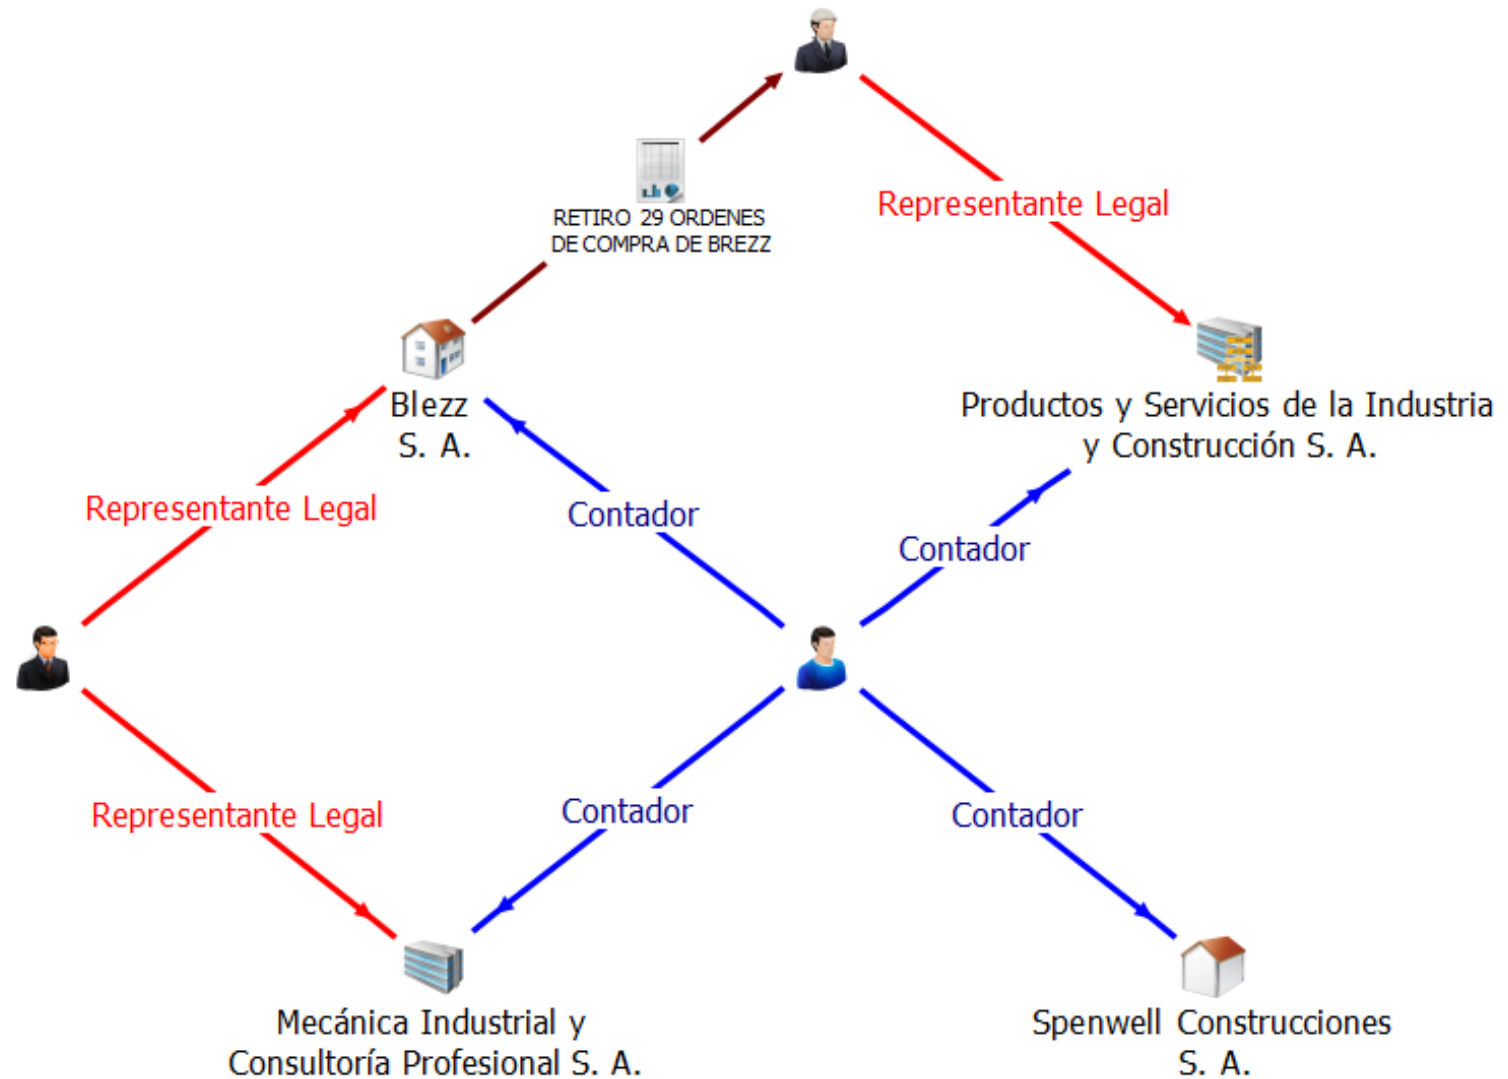 RETIRO 29 ORDENES
DE COMPRA DE BREZZ
Representante Legal
Blezz
S. A.
Productos y Servicios de la Industria
y Construcción S. A.
Representante Legal
Contador
Contador
Representante Legal
Contador
Contador
Mecánica Industrial y
Consultoría Profesional S. A.
Spenwell Construcciones
S. A.